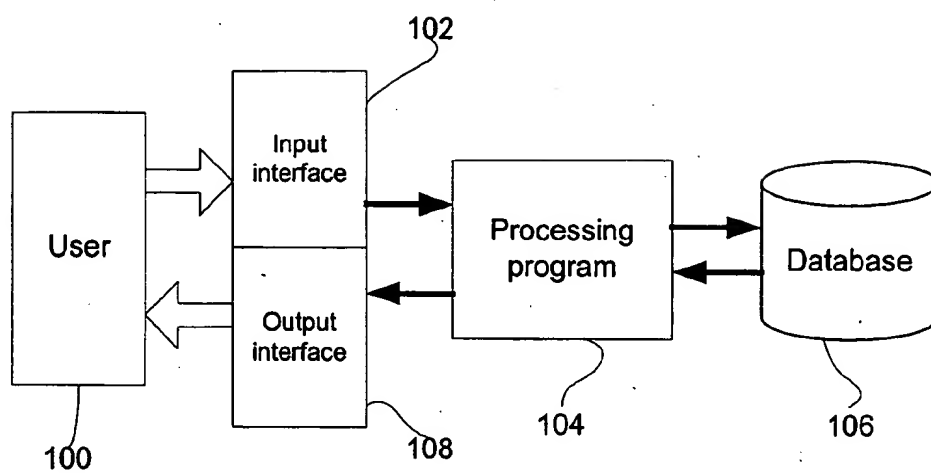 102
Input
interface
User
Processing
program
Database
Output
interface
100
108
104
106